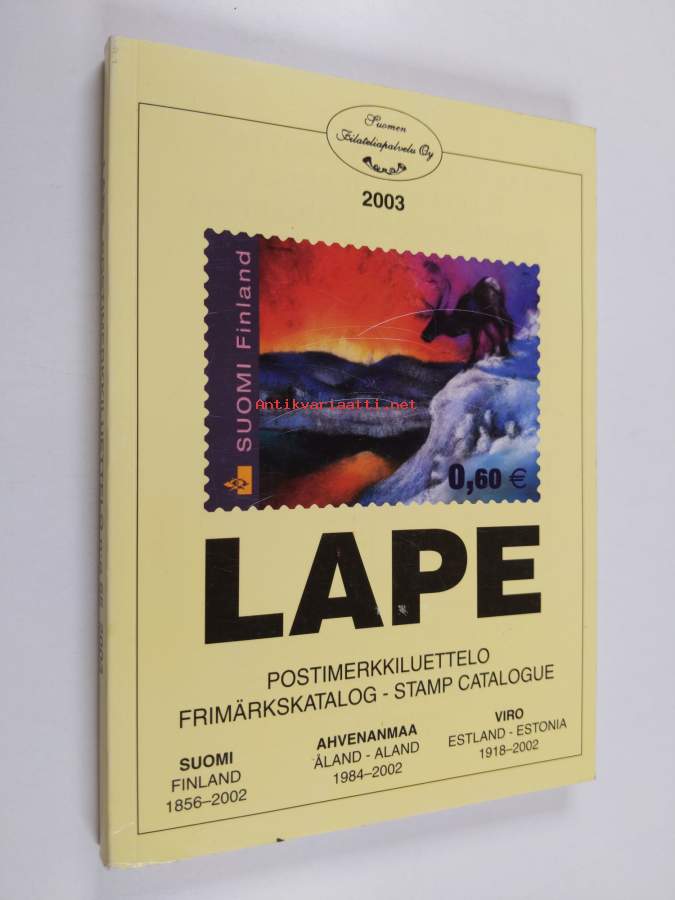 Suomen
Filateliapalvelu Oy
2003
SUOMI Finland
Antikvariaatti.net
0,60 €
LAPE
POSTIMERKKILUETTELO
FRIMÄRKSKATALOG - STAMP CATALOGUE
SUOMI
FINLAND
1856–2002
AHVENANMAA
ÅLAND - ALAND
1984–2002
VIRO
ESTLAND - ESTONIA
1918–2002